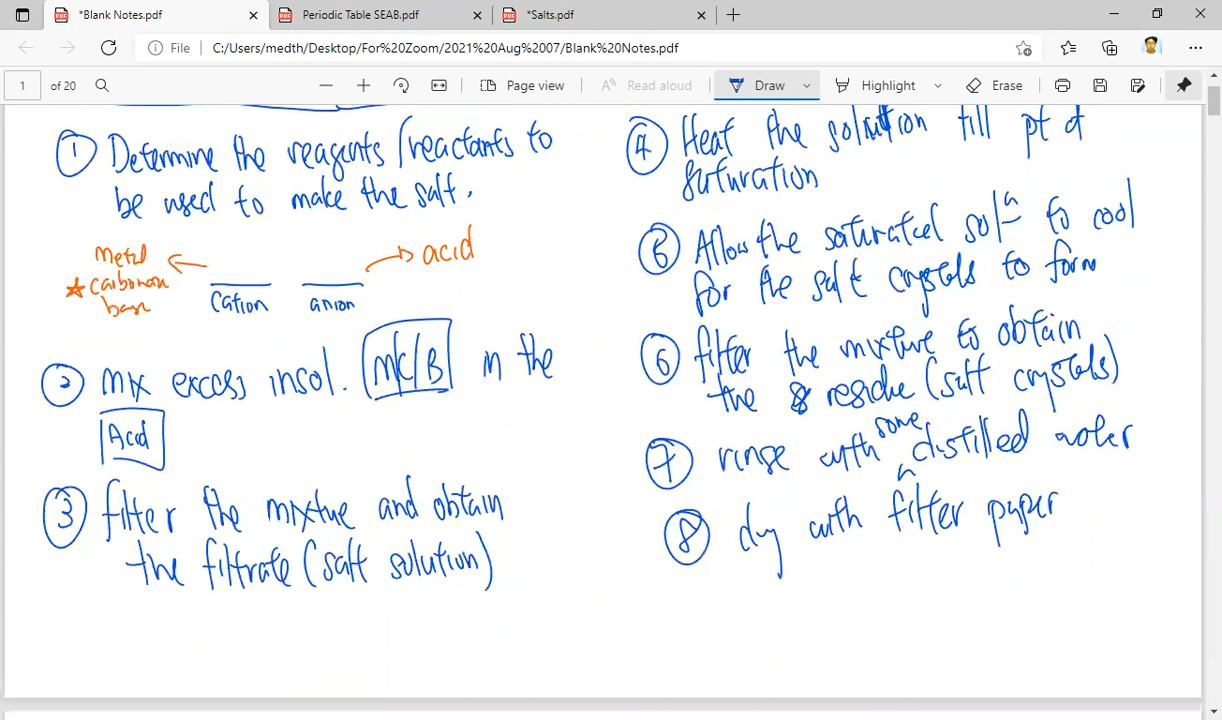 *Blank Notes.pdf
Periodic Table SEAB.pdf
*Salts.pdf
File
C:/Users/medth/Desktop/For%20Zoom/2021%20Aug%2007/Blank%20Notes.pdf
1 of 20
Page view
Read aloud
Draw
Highlight
Erase
1 Determine the reagents/reactants to
be used to make the salt.
metal
carbonate
base
acid
cation
anion
2 mix excess insol. M/C/B in the
Acid
3 filter the mixture and obtain
the filtrate (salt solution)
4 Heat the solution till pt of
saturation
5 Allow the saturated sol n to cool
for the salt crystals to form
6 filter the mixture to obtain
the residue (salt crystals)
7 rinse with some distilled water
8 dry with filter paper